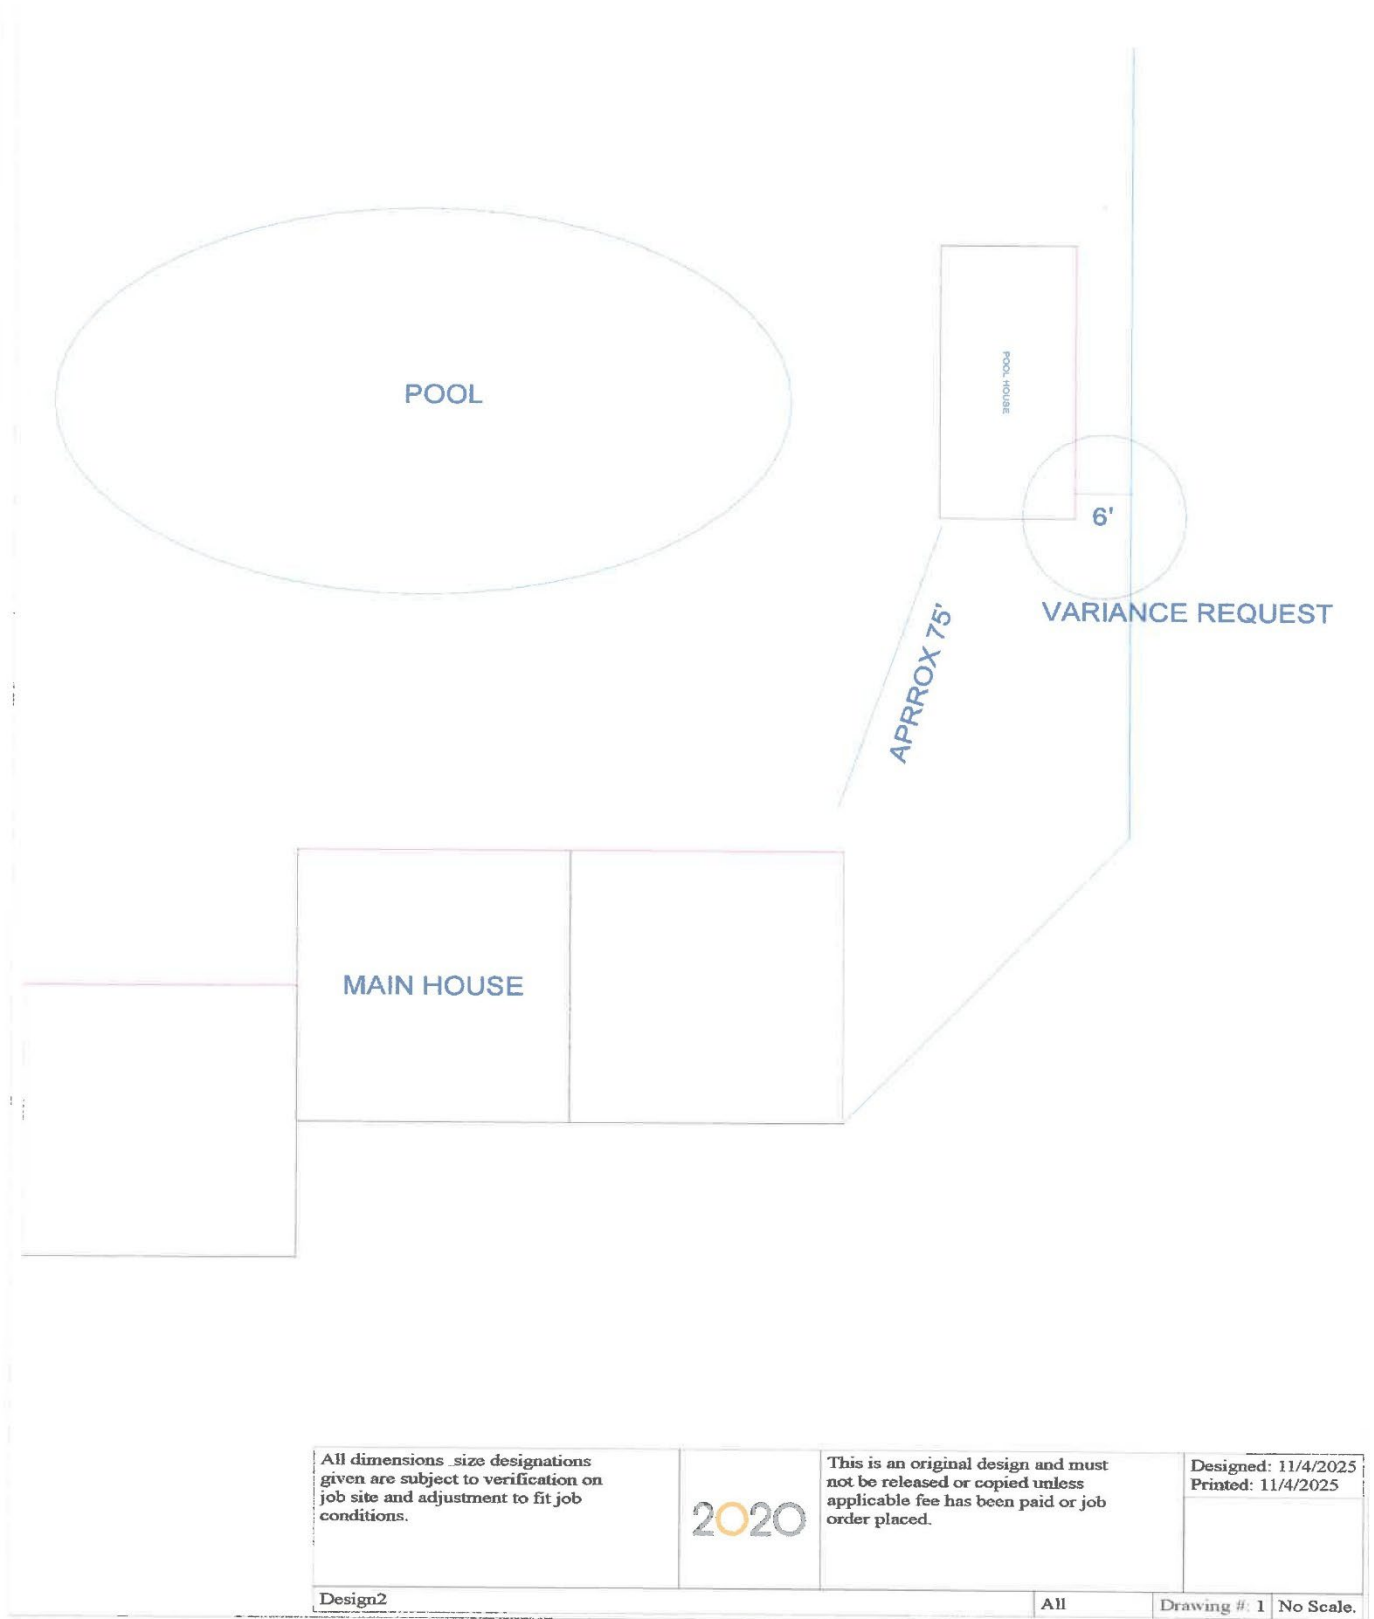 POOL
POOL HOUSE
6'
VARIANCE REQUEST
APRROX 75'
MAIN HOUSE
All dimensions size designations
given are subject to verification on
job site and adjustment to fit job
conditions.
2020
This is an original design and must
not be released or copied unless
applicable fee has been paid or job
order placed.
Designed: 11/4/2025
Printed: 11/4/2025
Design2
All
Drawing #: 1
No Scale.